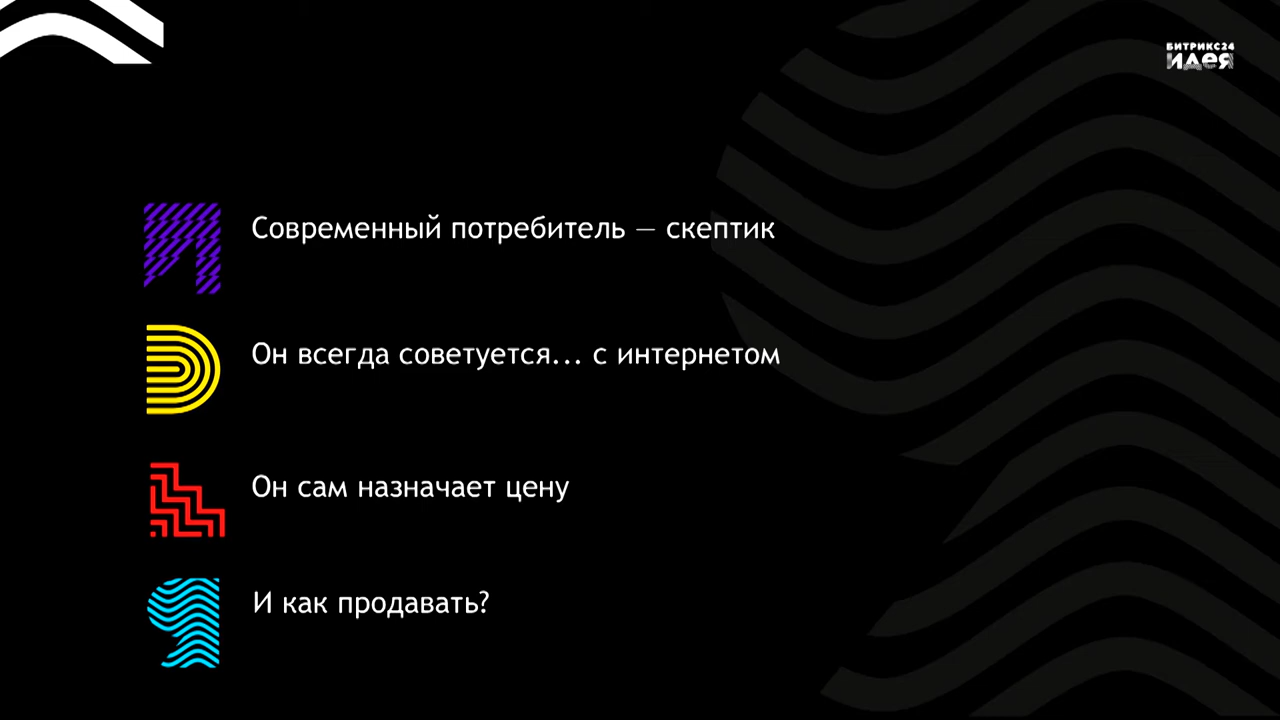 БИТРИКС24
ИДЕЯ
Современный потребитель — скептик
Он всегда советуется... с интернетом
Он сам назначает цену
И как продавать?